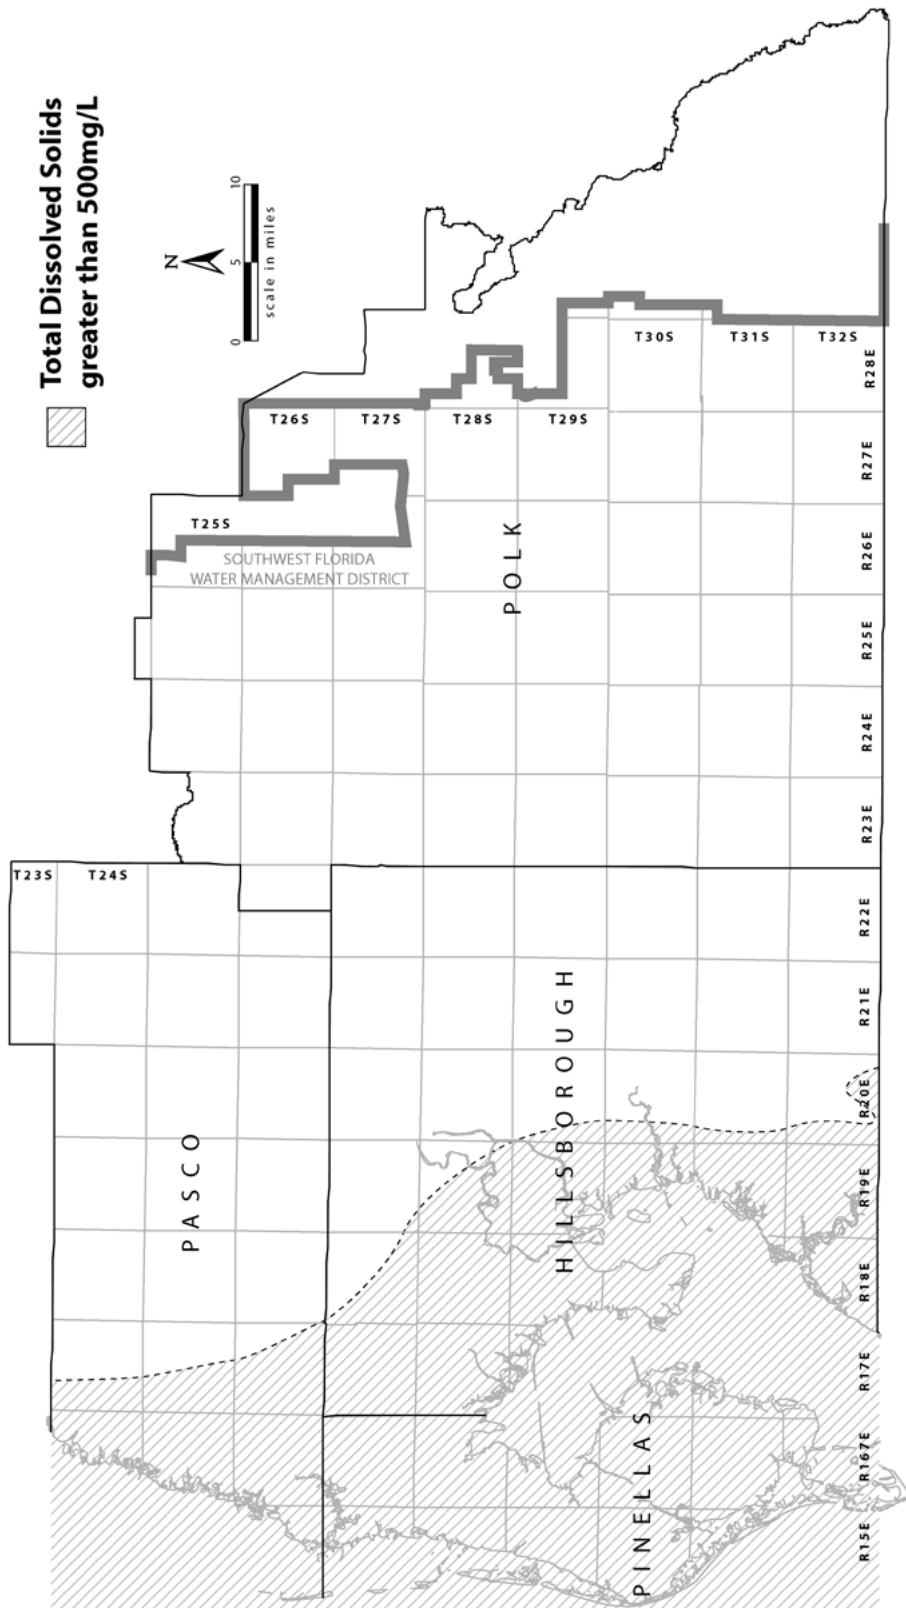 Total Dissolved Solids
greater than 500mg/L
N
0 5 10
scale in miles
T23S
T24S
T25S
T26S
T27S
T28S
T29S
T30S
T31S
T32S
SOUTHWEST FLORIDA
WATER MANAGEMENT DISTRICT
PASCO
POLK
HILLSBOROUGH
PINELLAS
R15E
R167E
R17E
R18E
R19E
R20E
R21E
R22E
R23E
R24E
R25E
R26E
R27E
R28E